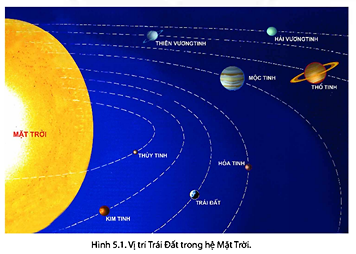 THIÊN VƯƠNG TINH
HẢI VƯƠNG TINH
MỘC TINH
THỔ TINH
MẶT TRỜI
THỦY TINH
HỎA TINH
TRÁI ĐẤT
KIM TINH
Hình 5.1. Vị trí Trái Đất trong hệ Mặt Trời.